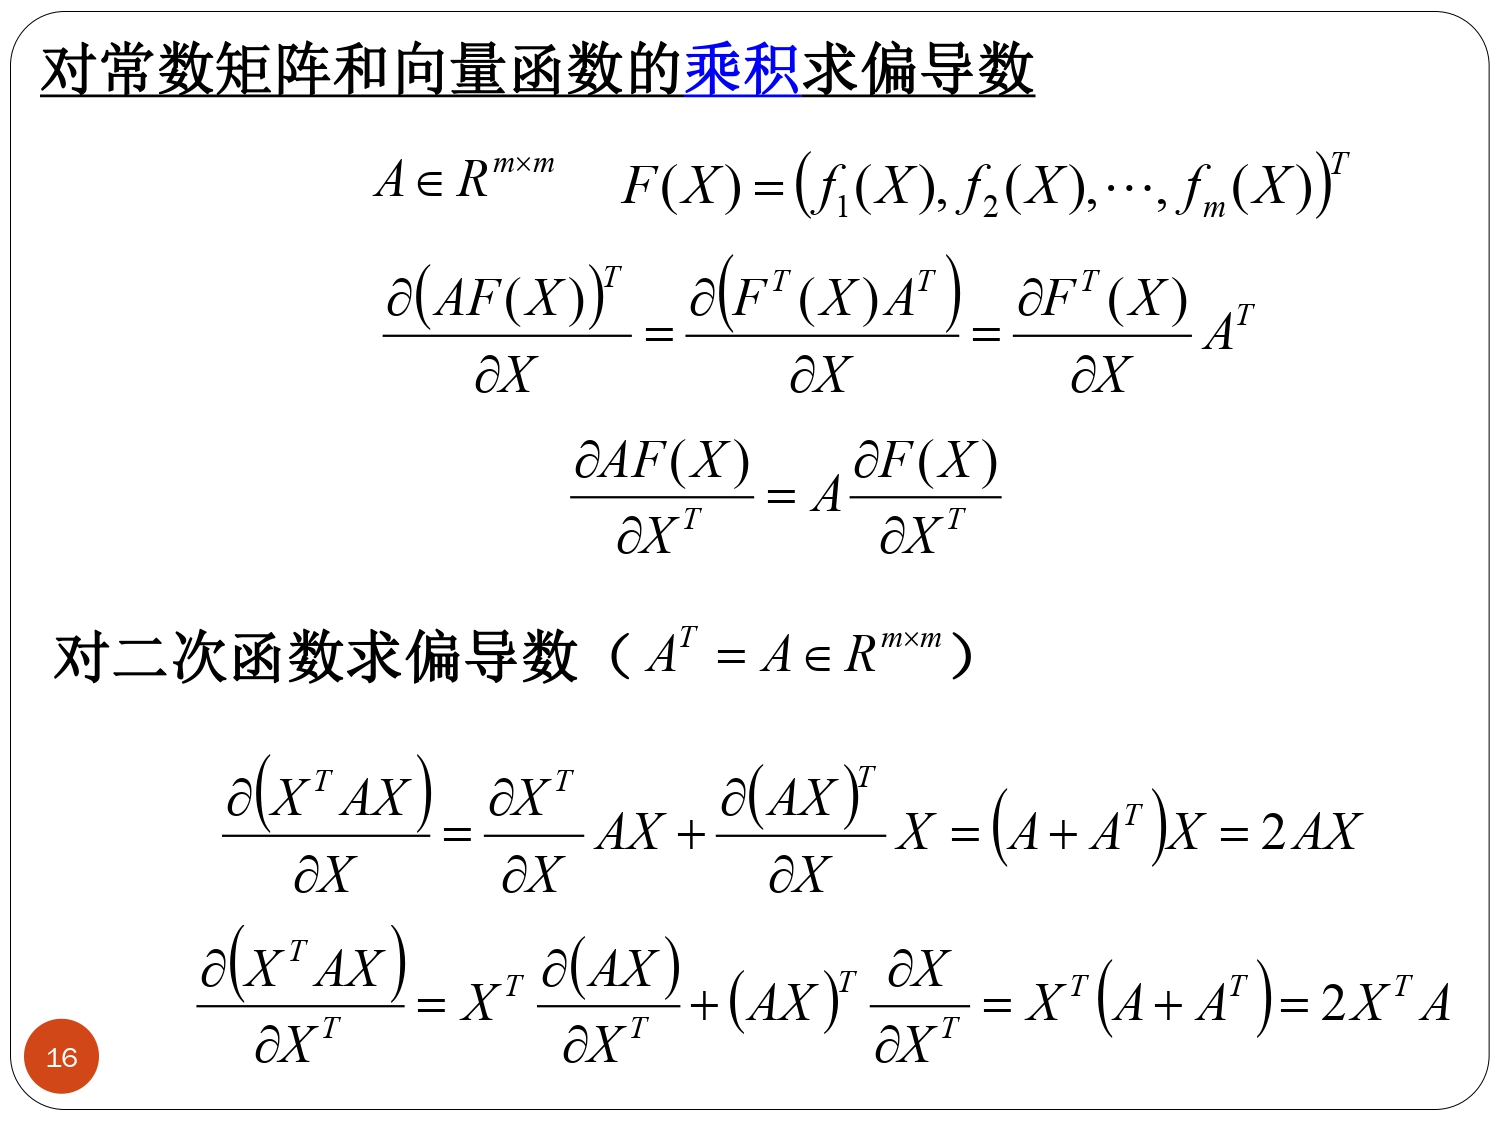 对常数矩阵和向量函数的乘积求偏导数
$A \in R^{m \times m}$ $F(X) = \left( f_1(X), f_2(X), \cdots, f_m(X) \right)^T$
$\frac{\partial \left( AF(X) \right)^T}{\partial X} = \frac{\partial \left( F^T(X) A^T \right)}{\partial X} = \frac{\partial F^T(X)}{\partial X} A^T$
$\frac{\partial AF(X)}{\partial X^T} = A \frac{\partial F(X)}{\partial X^T}$
对二次函数求偏导数（$A^T = A \in R^{m \times m}$）
$\frac{\partial \left( X^T AX \right)}{\partial X} = \frac{\partial X^T}{\partial X} AX + \frac{\partial \left( AX \right)^T}{\partial X} X = \left( A + A^T \right) X = 2AX$
$\frac{\partial \left( X^T AX \right)}{\partial X^T} = X^T \frac{\partial \left( AX \right)}{\partial X^T} + \left( AX \right)^T \frac{\partial X}{\partial X^T} = X^T \left( A + A^T \right) = 2X^T A$
16